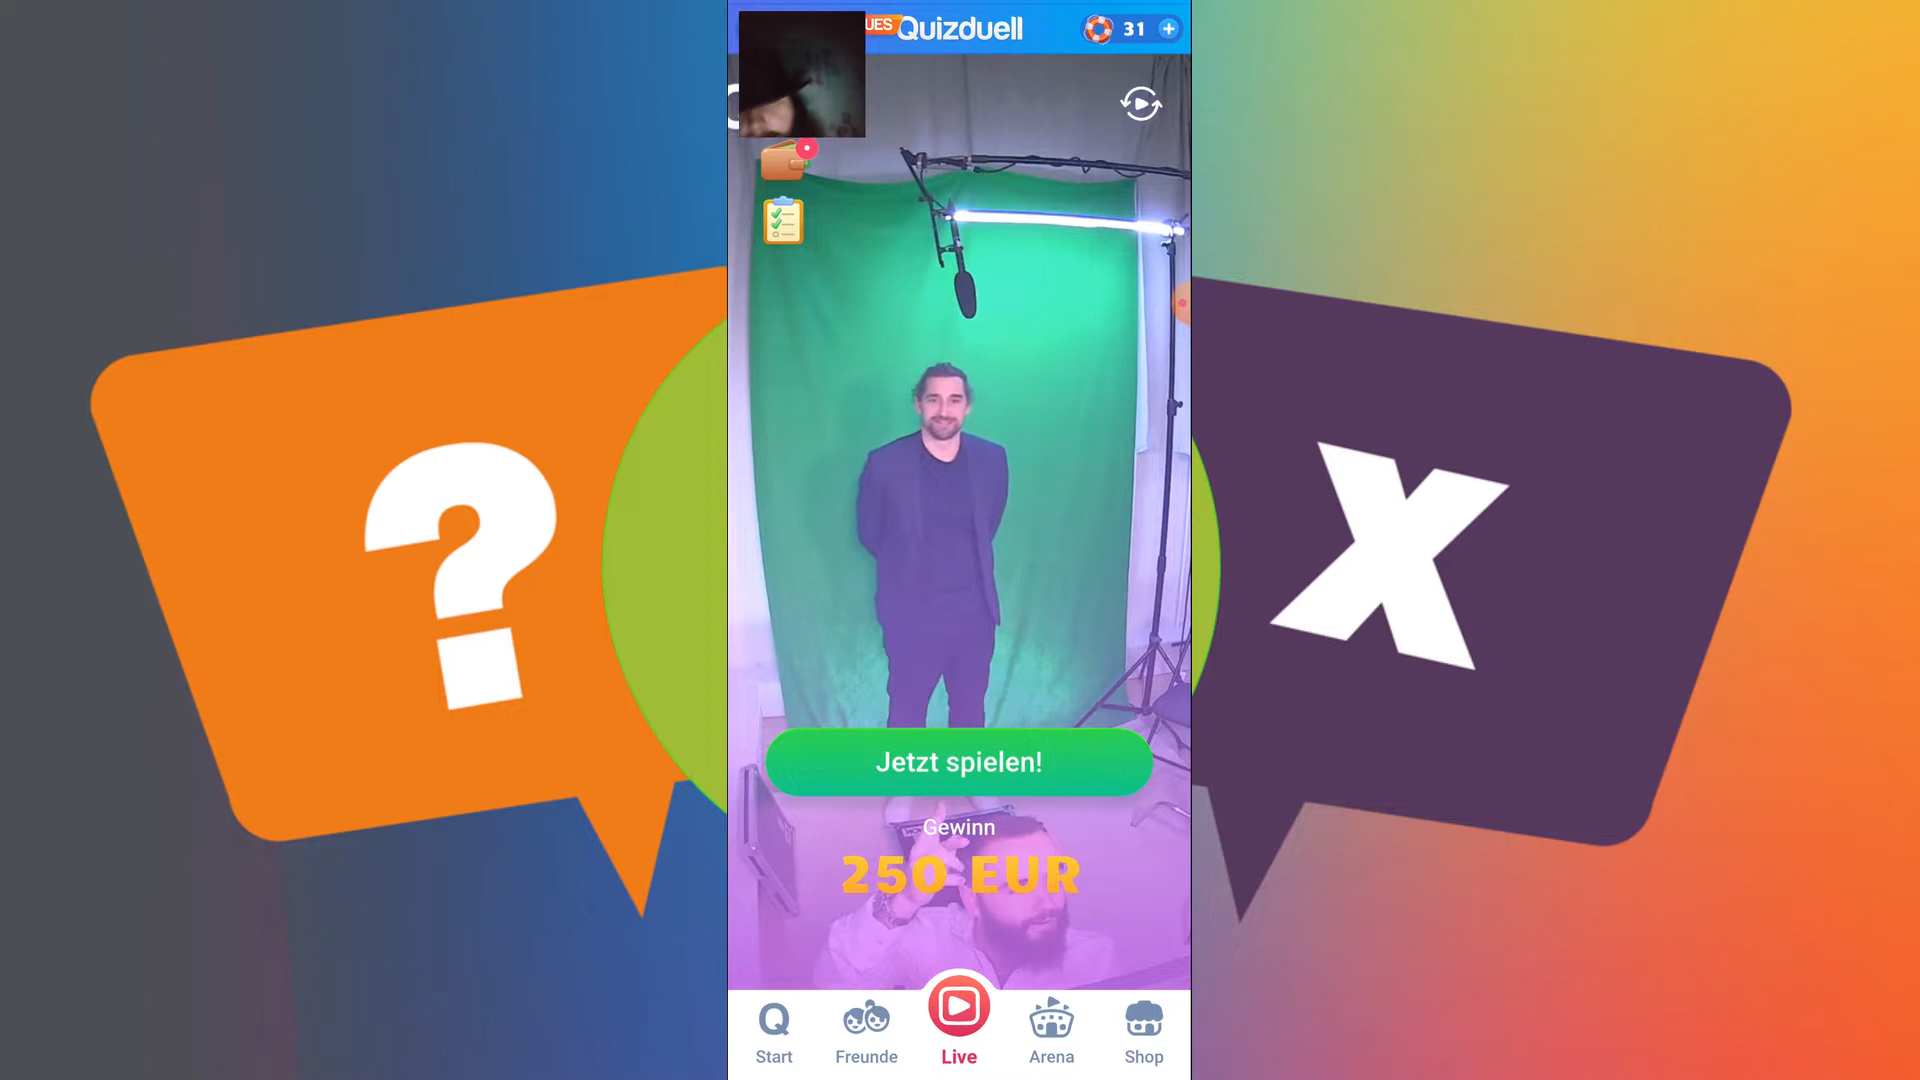 UES
Quizduell
31
?
X
Jetzt spielen!
Gewinn
250 EUR
Q
Start
Freunde
Live
Arena
Shop